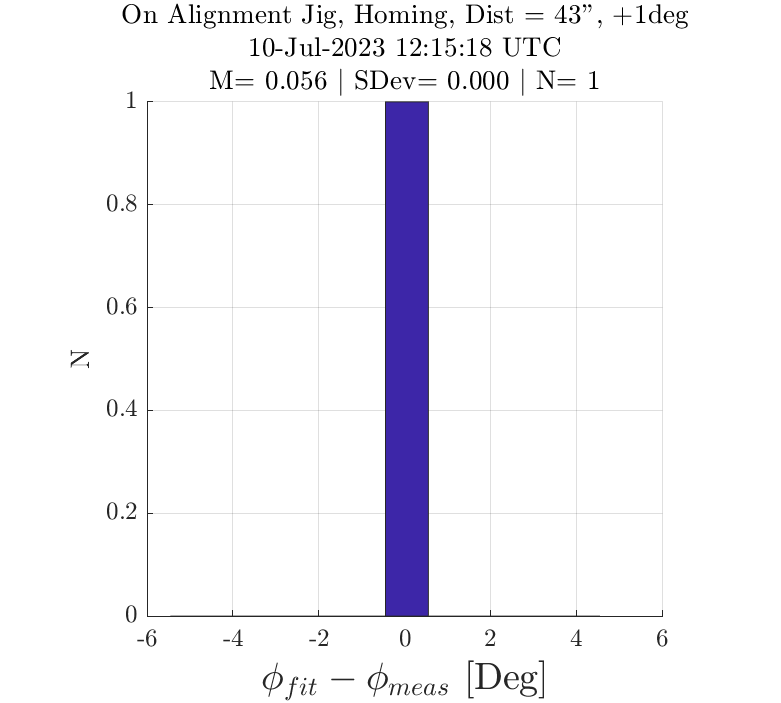 On Alignment Jig, Homing, Dist = 43”, +1deg
10-Jul-2023 12:15:18 UTC
M= 0.056 | SDev= 0.000 | N= 1
1
0.8
0.6
0.4
0.2
0
N
-6 -4 -2 0 2 4 6
ϕfit − ϕmeas [Deg]